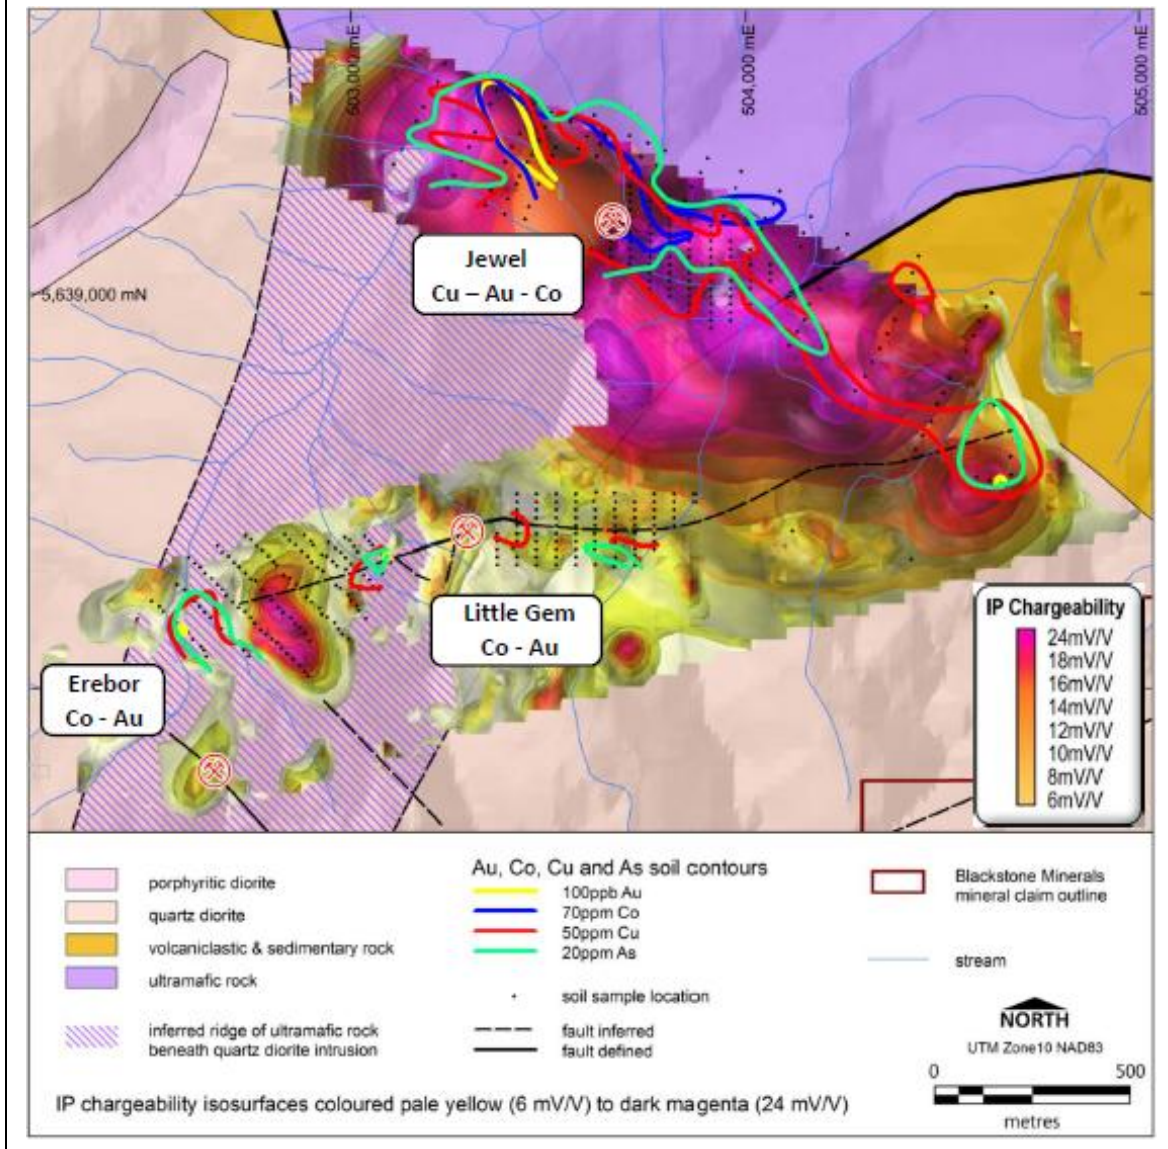 503,000 mE
504,000 mE
505,000 mE
5,639,000 mN
Jewel
Cu – Au - Co
Little Gem
Co - Au
Erebor
Co - Au
IP Chargeability
24mV/V
18mV/V
16mV/V
14mV/V
12mV/V
10mV/V
8mV/V
6mV/V
porphyritic diorite
quartz diorite
volcaniclastic & sedimentary rock
ultramafic rock
inferred ridge of ultramafic rock
beneath quartz diorite intrusion
Au, Co, Cu and As soil contours
100ppb Au
70ppm Co
50ppm Cu
20ppm As
soil sample location
fault inferred
fault defined
Blackstone Minerals
mineral claim outline
stream
NORTH
UTM Zone10 NAD83
0 500
metres
IP chargeability isosurfaces coloured pale yellow (6 mV/V) to dark magenta (24 mV/V)